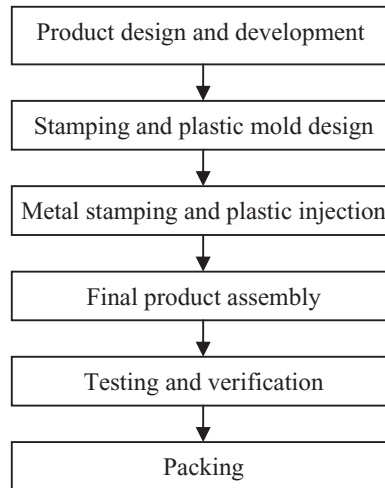 Product design and development
Stamping and plastic mold design
Metal stamping and plastic injection
Final product assembly
Testing and verification
Packing